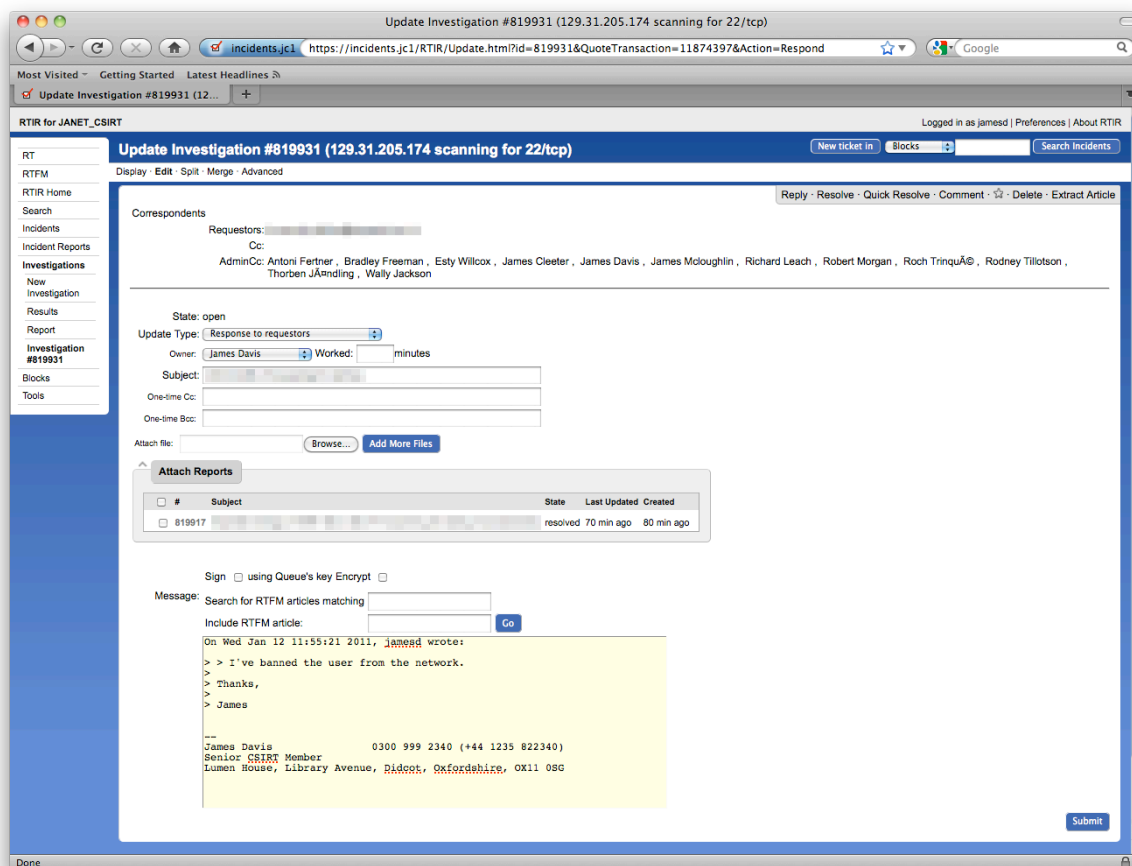 Update Investigation #819931 (129.31.205.174 scanning for 22/tcp)
incidents.jc1 https://incidents.jc1/RTIR/Update.html?id=819931&QuoteTransaction=11874397&Action=Respond Google
Most Visited Getting Started Latest Headlines
Update Investigation #819931 (12... +
RTIR for JANET_CSIRT Logged in as jamesd | Preferences | About RTIR
Update Investigation #819931 (129.31.205.174 scanning for 22/tcp) New ticket in Blocks Search Incidents
Display · Edit · Split · Merge · Advanced
Reply · Resolve · Quick Resolve · Comment · ☆ · Delete · Extract Article
RT
RTFM
RTIR Home
Search
Incidents
Incident Reports
Investigations
New
Investigation
Results
Report
Investigation
#819931
Blocks
Tools
Correspondents
Requestors:
Cc:
AdminCc: Antoni Fertner , Bradley Freeman , Esty Willcox , James Cleeter , James Davis , James Mcloughlin , Richard Leach , Robert Morgan , Roch TrinquÃ© , Rodney Tillotson ,
Thorben JÃ¤ndling , Wally Jackson
State: open
Update Type: Response to requestors
Owner: James Davis Worked: minutes
Subject:
One-time Cc:
One-time Bcc:
Attach file: Browse... Add More Files
Attach Reports
# Subject State Last Updated Created
819917 resolved 70 min ago 80 min ago
Sign using Queue's key Encrypt
Message: Search for RTFM articles matching
Include RTFM article: Go
On Wed Jan 12 11:55:21 2011, jamesd wrote:
> > I've banned the user from the network.
>
> Thanks,
>
> James
--
James Davis 0300 999 2340 (+44 1235 822340)
Senior CSIRT Member
Lumen House, Library Avenue, Didcot, Oxfordshire, OX11 0SG
Submit
Done